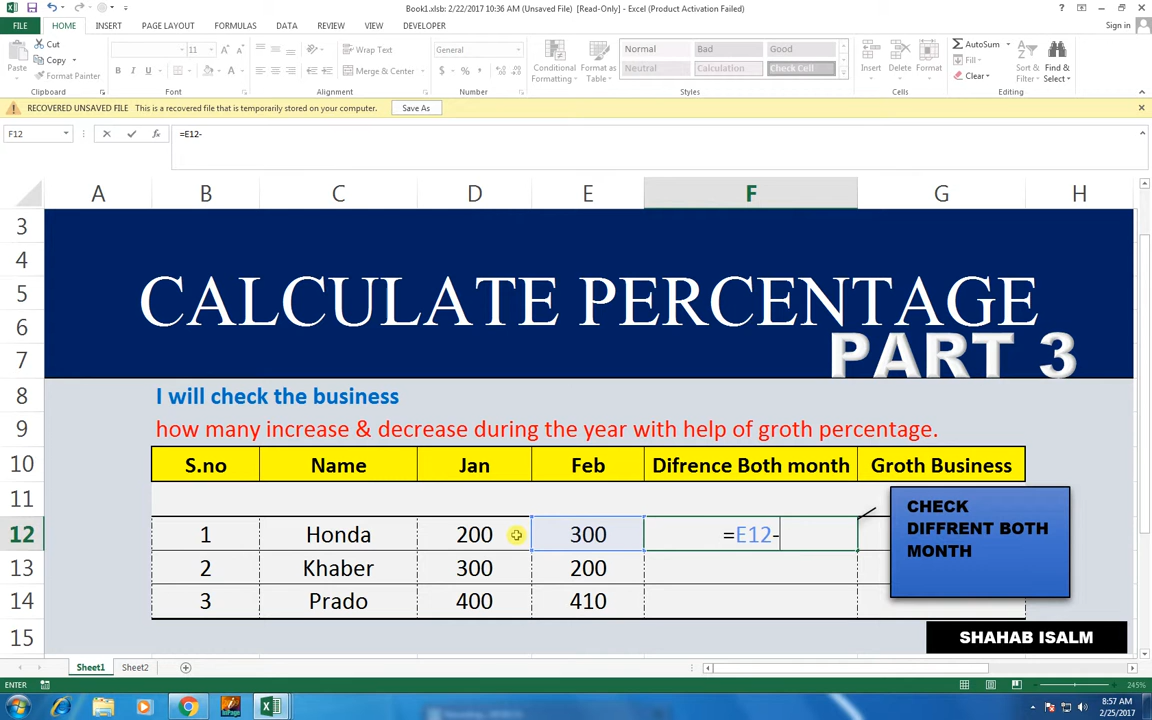 Book1.xlsb: 2/22/2017 10:36 AM (Unsaved File) [Read-Only] - Excel (Product Activation Failed)
FILE HOME INSERT PAGE LAYOUT FORMULAS DATA REVIEW VIEW DEVELOPER Sign in
Paste Cut Copy Format Painter Clipboard
11 A A B I U A Font
Wrap Text Merge & Center Alignment
General $ % , Number
Conditional Formatting Format as Table
Normal Bad Good
Neutral Calculation Check Cell
Styles
Insert Delete Format Cells
AutoSum Fill Clear Sort & Filter Find & Select Editing
RECOVERED UNSAVED FILE This is a recovered file that is temporarily stored on your computer. Save As
F12 fx =E12-
A B C D E F G H
3
4
5
6
7
8
9
10
11
12
13
14
15
CALCULATE PERCENTAGE
PART 3
I will check the business
how many increase & decrease during the year with help of groth percentage.
S.no Name Jan Feb Difrence Both month Groth Business
1 Honda 200 300 =E12-
2 Khaber 300 200
3 Prado 400 410
CHECK
DIFFRENT BOTH
MONTH
SHAHAB ISALM
Sheet1 Sheet2
ENTER 245%
8:57 AM
2/25/2017